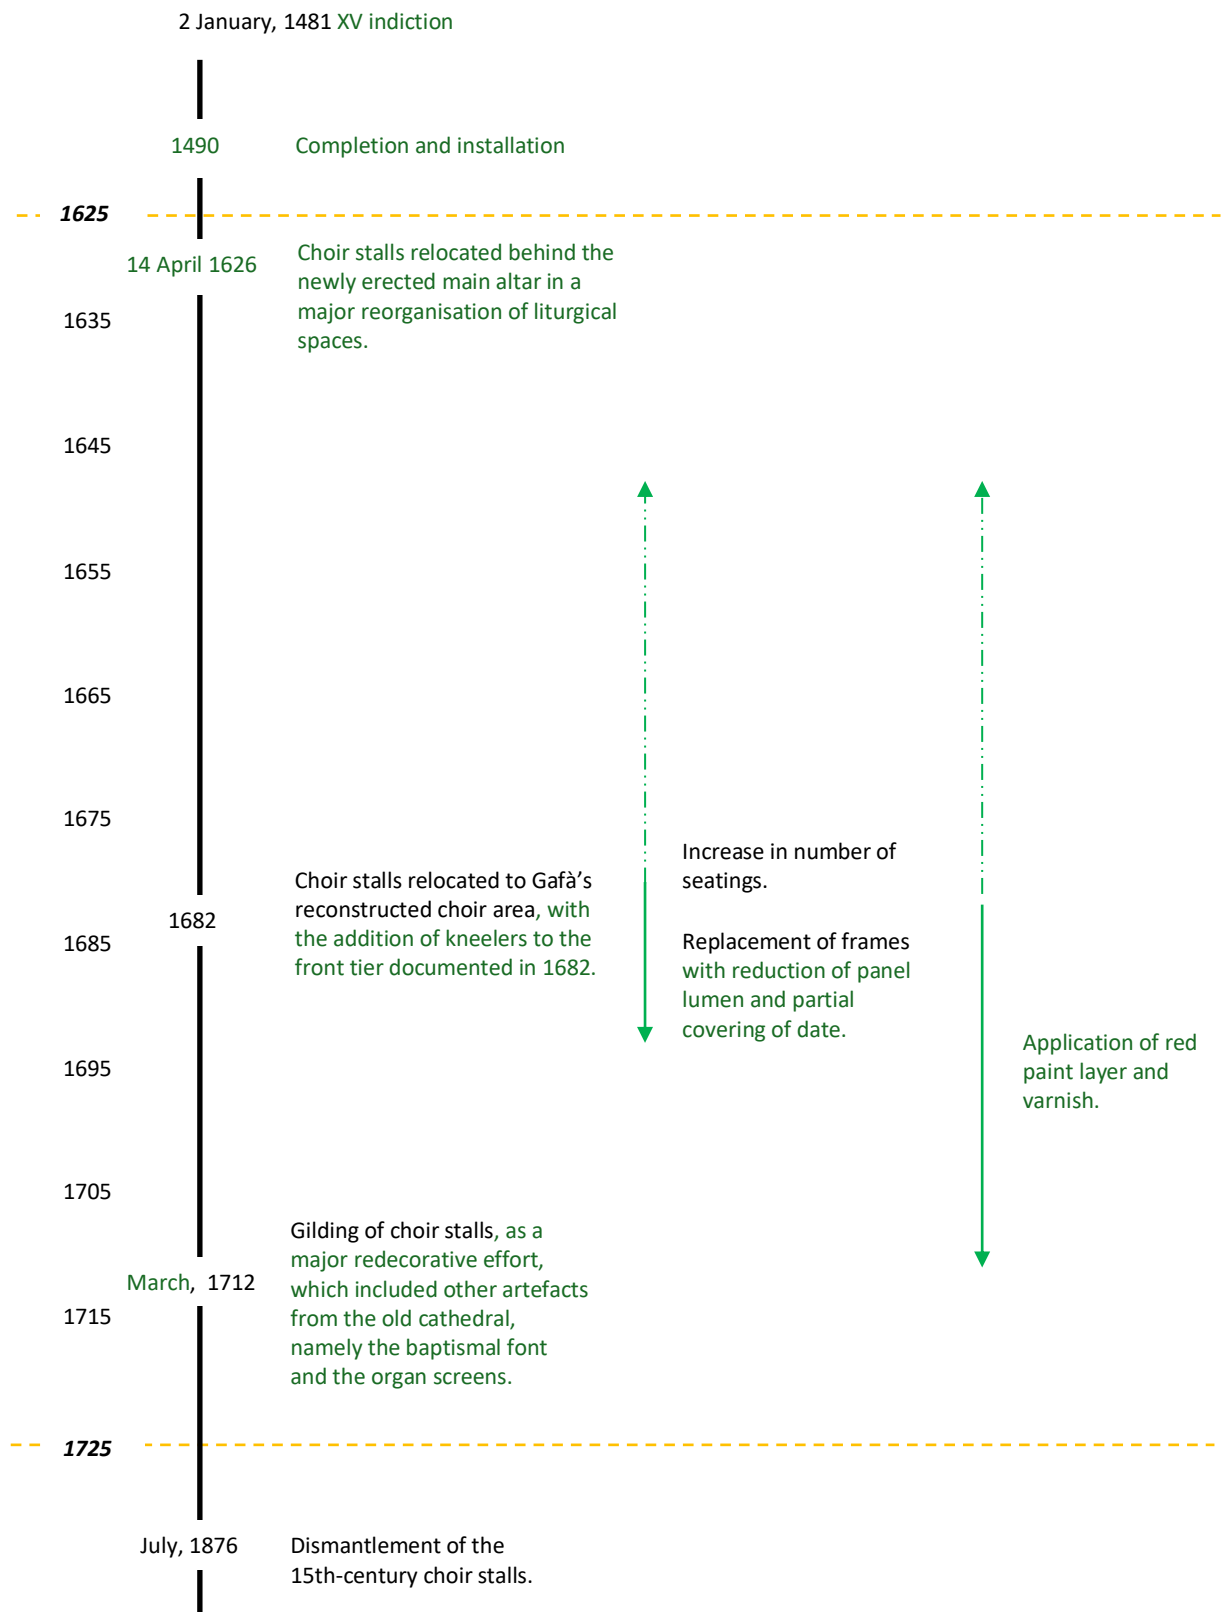 2 January, 1481 XV indiction
1490
Completion and installation
1625
14 April 1626
Choir stalls relocated behind the
newly erected main altar in a
major reorganisation of liturgical
spaces.
1635
1645
1655
1665
1675
1682
Choir stalls relocated to Gafà’s
reconstructed choir area, with
the addition of kneelers to the
front tier documented in 1682.
Increase in number of
seatings.
Replacement of frames
with reduction of panel
lumen and partial
covering of date.
1685
Application of red
paint layer and
varnish.
1695
1705
March, 1712
Gilding of choir stalls, as a
major redecorative effort,
which included other artefacts
from the old cathedral,
namely the baptismal font
and the organ screens.
1715
1725
July, 1876
Dismantlement of the
15th-century choir stalls.